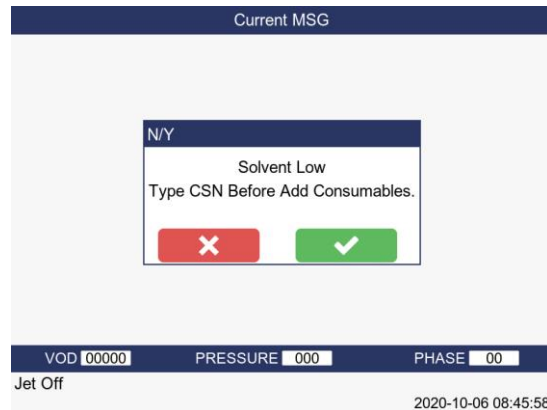 Current MSG
N/Y
Solvent Low
Type CSN Before Add Consumables.
VOD 00000 PRESSURE 000 PHASE 00
Jet Off
2020-10-06 08:45:58